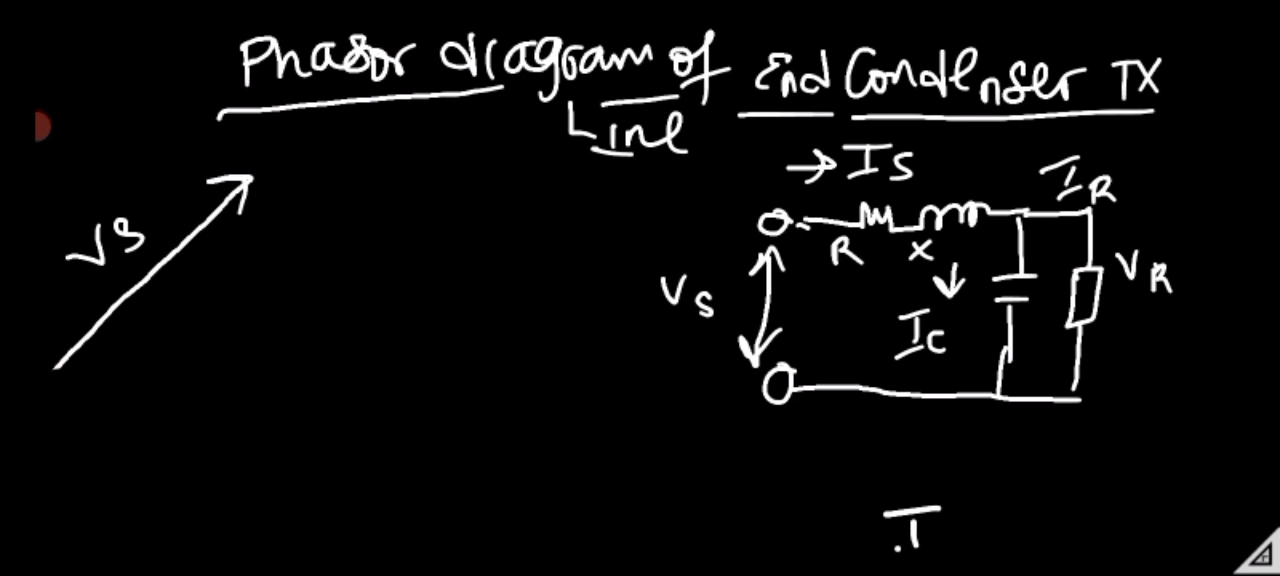 Phasor diagram of End Condenser TX
Line
→ IS
IR
VS
R
X
VS
VR
IC
I